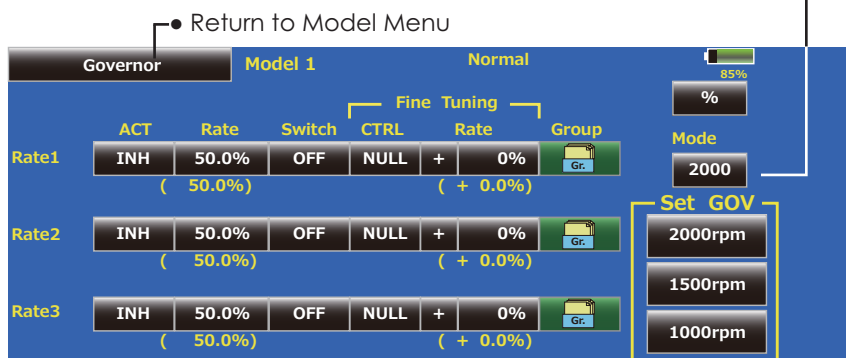 ● Return to Model Menu
Governor Model 1 Normal 85%
Fine Tuning %
ACT Rate Switch CTRL Rate Group Mode
Rate1 INH 50.0% OFF NULL + 0% Gr. 2000
( 50.0%) ( + 0.0%)
Set GOV
Rate2 INH 50.0% OFF NULL + 0% Gr. 2000rpm
( 50.0%) ( + 0.0%)
1500rpm
Rate3 INH 50.0% OFF NULL + 0% Gr. 1000rpm
( 50.0%) ( + 0.0%)